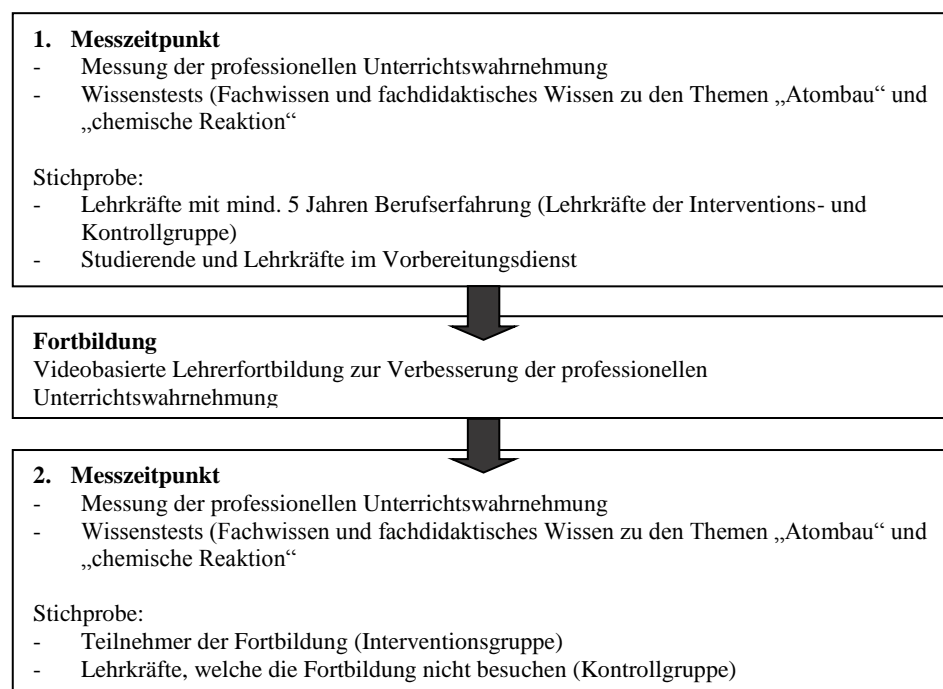 1. Messzeitpunkt
- Messung der professionellen Unterrichtswahrnehmung
- Wissenstests (Fachwissen und fachdidaktisches Wissen zu den Themen „Atombau“ und
„chemische Reaktion“
Stichprobe:
- Lehrkräfte mit mind. 5 Jahren Berufserfahrung (Lehrkräfte der Interventions- und
Kontrollgruppe)
- Studierende und Lehrkräfte im Vorbereitungsdienst
Fortbildung
Videobasierte Lehrerfortbildung zur Verbesserung der professionellen
Unterrichtswahrnehmung
2. Messzeitpunkt
- Messung der professionellen Unterrichtswahrnehmung
- Wissenstests (Fachwissen und fachdidaktisches Wissen zu den Themen „Atombau“ und
„chemische Reaktion“
Stichprobe:
- Teilnehmer der Fortbildung (Interventionsgruppe)
- Lehrkräfte, welche die Fortbildung nicht besuchen (Kontrollgruppe)